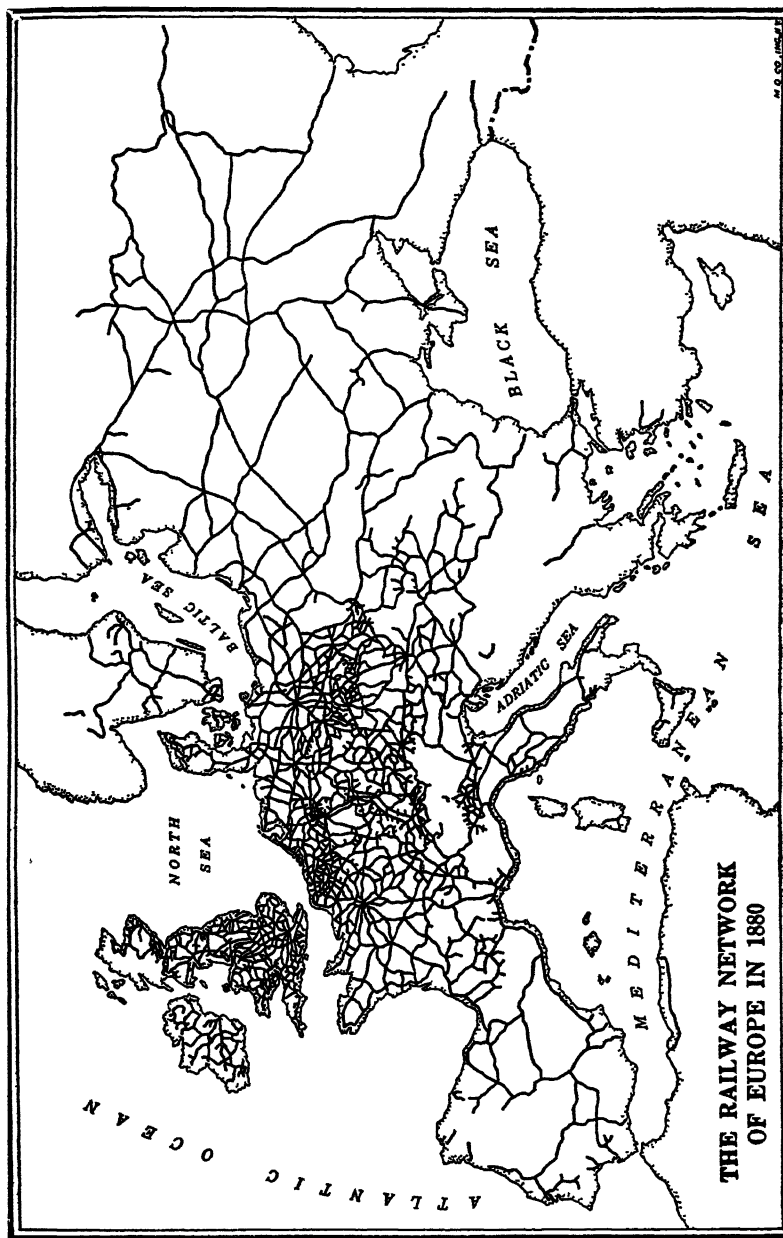 THE RAILWAY NETWORK
OF EUROPE IN 1880
ATLANTIC OCEAN
NORTH
SEA
BALTIC SEA
ADRIATIC SEA
BLACK SEA
MEDITERRANEAN SEA